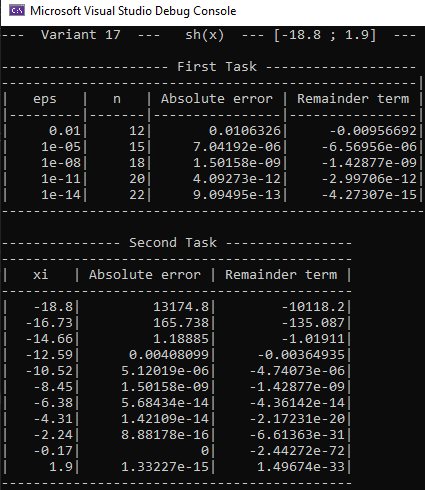 Microsoft Visual Studio Debug Console
--- Variant 17 --- sh(x) --- [-18.8 ; 1.9] ---
--------------------- First Task -------------------
----------------------------------------------------|
| eps | n | Absolute error | Remainder term |
|---------|-------|----------------|----------------|
| 0.01| 12| 0.0106326| -0.00956692|
| 1e-05| 15| 7.04192e-06| -6.56956e-06|
| 1e-08| 18| 1.50158e-09| -1.42877e-09|
| 1e-11| 20| 4.09273e-12| -2.99706e-12|
| 1e-14| 22| 9.09495e-13| -4.27307e-15|
-----------------------------------------------------
--------------- Second Task ----------------
--------------------------------------------
| xi | Absolute error | Remainder term |
--------------------------------------------
| -18.8| 13174.8| -10118.2|
| -16.73| 165.738| -135.087|
| -14.66| 1.18885| -1.01911|
| -12.59| 0.00408099| -0.00364935|
| -10.52| 5.12019e-06| -4.74073e-06|
| -8.45| 1.50158e-09| -1.42877e-09|
| -6.38| 5.68434e-14| -4.36142e-14|
| -4.31| 1.42109e-14| -2.17231e-20|
| -2.24| 8.88178e-16| -6.61363e-31|
| -0.17| 0| -2.44272e-72|
| 1.9| 1.33227e-15| 1.49674e-33|
--------------------------------------------